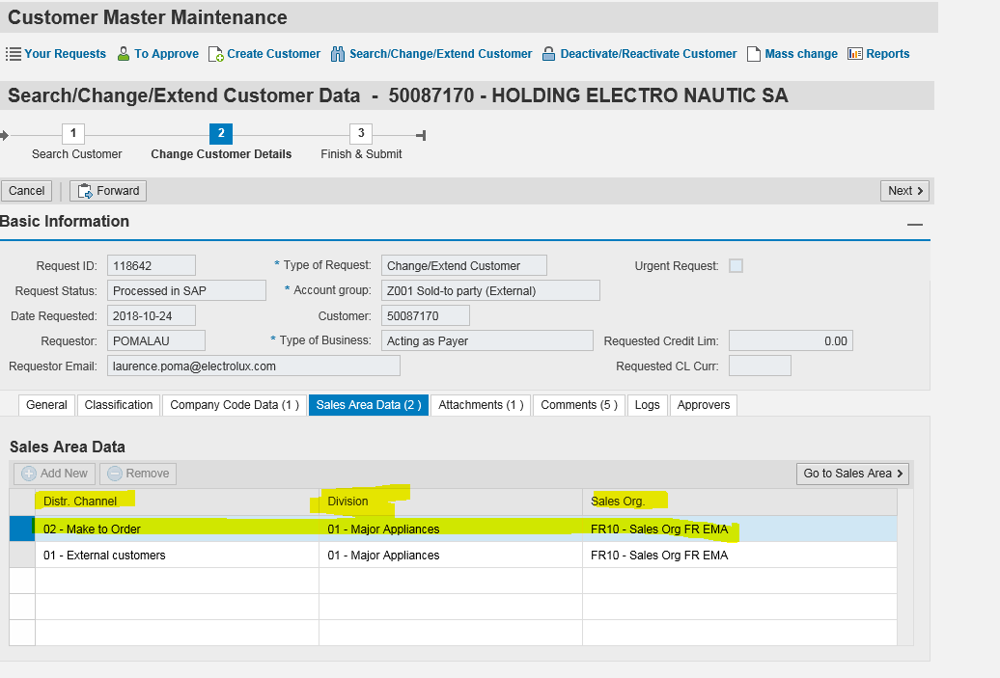 Customer Master Maintenance
Your Requests To Approve Create Customer Search/Change/Extend Customer Deactivate/Reactivate Customer Mass change Reports
Search/Change/Extend Customer Data - 50087170 - HOLDING ELECTRO NAUTIC SA
1 2 3
Search Customer Change Customer Details Finish & Submit
Cancel Forward Next
Basic Information
Request ID: 118642 * Type of Request: Change/Extend Customer Urgent Request:
Request Status: Processed in SAP * Account group: Z001 Sold-to party (External)
Date Requested: 2018-10-24 Customer: 50087170
Requestor: POMALAU * Type of Business: Acting as Payer Requested Credit Lim: 0.00
Requestor Email: laurence.poma@electrolux.com Requested CL Curr:
General Classification Company Code Data (1 ) Sales Area Data (2 ) Attachments (1 ) Comments (5 ) Logs Approvers
Sales Area Data
Add New Remove Go to Sales Area
Distr. Channel Division Sales Org.
02 - Make to Order 01 - Major Appliances FR10 - Sales Org FR EMA
01 - External customers 01 - Major Appliances FR10 - Sales Org FR EMA